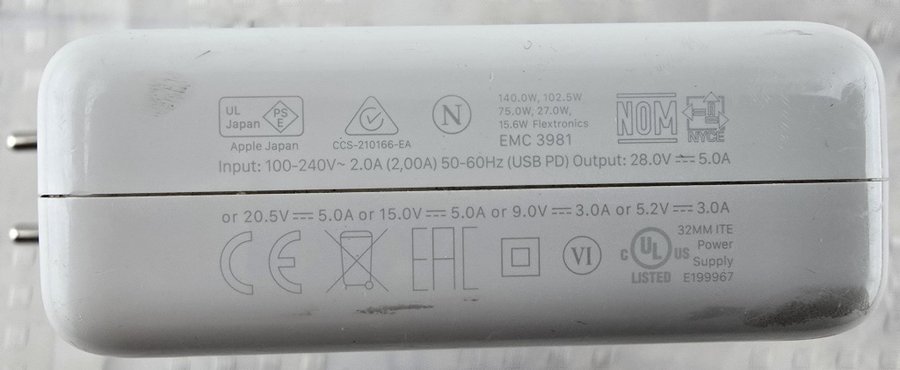 UL
Japan
PS
E
Apple Japan
CCS-210166-EA
N
140.0W, 102.5W
75.0W, 27.0W,
15.6W Flextronics
EMC 3981
NOM
NYCE
Input: 100-240V~ 2.0A (2,00A) 50-60Hz (USB PD) Output: 28.0V⎓5.0A
or 20.5V⎓5.0A or 15.0V⎓5.0A or 9.0V⎓3.0A or 5.2V⎓3.0A
CE
EAC
VI
C UL US
LISTED
32MM ITE
Power
Supply
E199967